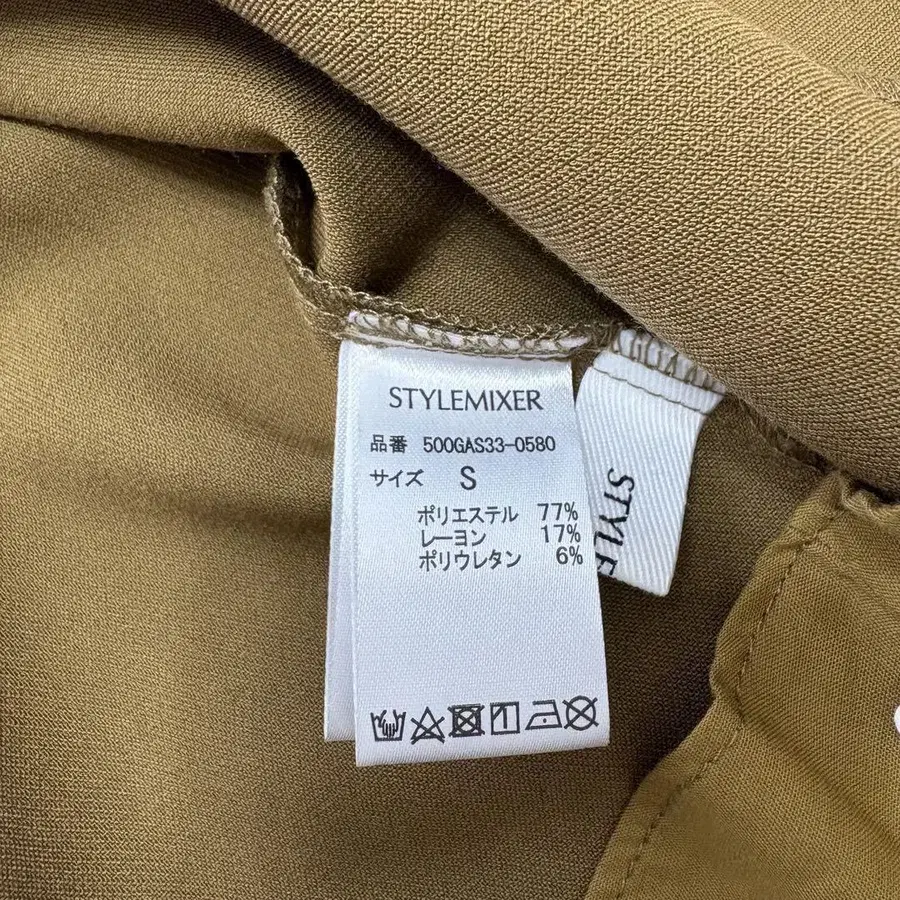 STYLEMIXER
品番 500GAS33-0580
サイズ S
ポリエステル 77%
レーヨン 17%
ポリウレタン 6%
STYLE